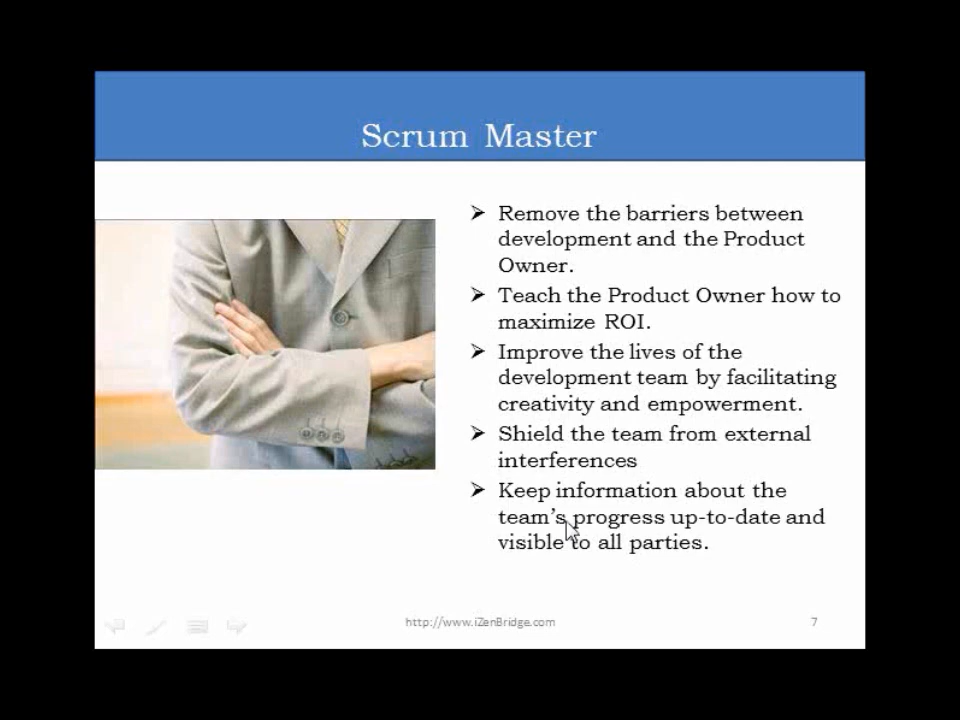 Scrum Master
➢ Remove the barriers between
development and the Product
Owner.
➢ Teach the Product Owner how to
maximize ROI.
➢ Improve the lives of the
development team by facilitating
creativity and empowerment.
➢ Shield the team from external
interferences
➢ Keep information about the
team's progress up-to-date and
visible to all parties.
http://www.iZenBridge.com
7